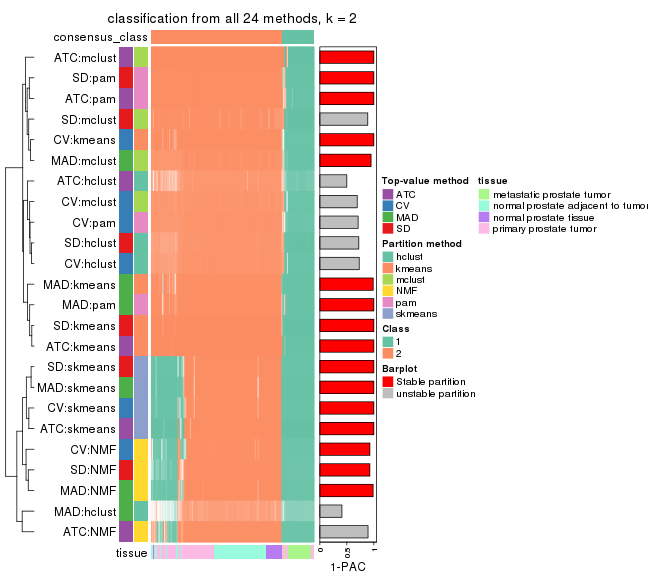 classification from all 24 methods, k = 2
consensus_class
ATC:mclust
SD:pam
ATC:pam
SD:mclust
CV:kmeans
MAD:mclust
ATC:hclust
CV:mclust
CV:pam
SD:hclust
CV:hclust
MAD:kmeans
MAD:pam
SD:kmeans
ATC:kmeans
SD:skmeans
MAD:skmeans
CV:skmeans
ATC:skmeans
CV:NMF
SD:NMF
MAD:NMF
MAD:hclust
ATC:NMF
tissue
0 0.5 1
1-PAC
Top-value method
ATC
CV
MAD
SD
Partition method
hclust
kmeans
mclust
NMF
pam
skmeans
Class
1
2
Barplot
Stable partition
unstable partition
tissue
metastatic prostate tumor
normal prostate adjacent to tumor
normal prostate tissue
primary prostate tumor